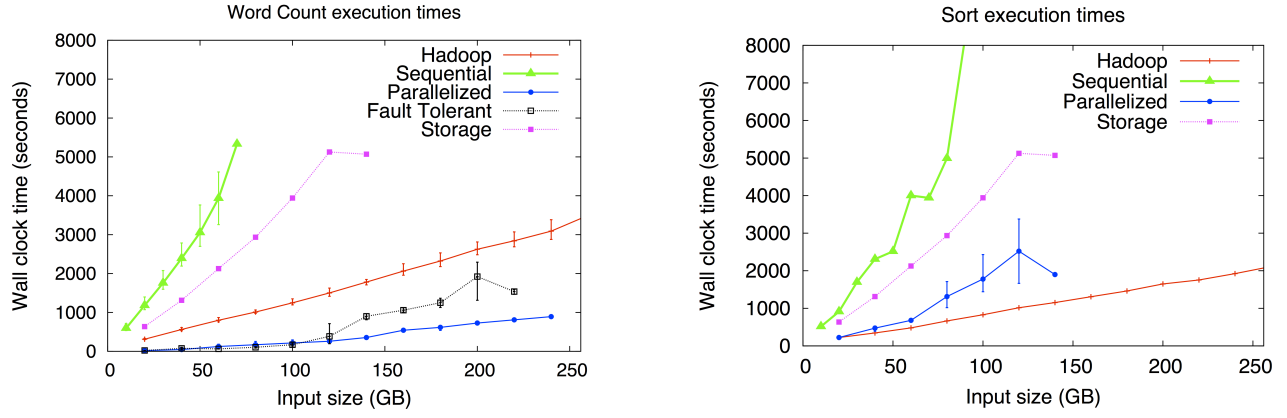 Word Count execution times
8000
7000
6000
5000
4000
3000
2000
1000
0
Wall clock time (seconds)
Hadoop
Sequential
Parallelized
Fault Tolerant
Storage
0 50 100 150 200 250
Input size (GB)
Sort execution times
8000
7000
6000
5000
4000
3000
2000
1000
0
Wall clock time (seconds)
Hadoop
Sequential
Parallelized
Storage
0 50 100 150 200 250
Input size (GB)